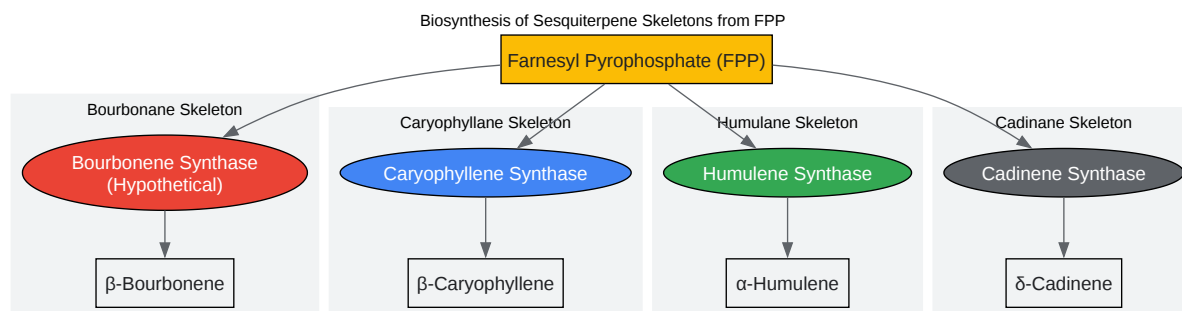 Biosynthesis of Sesquiterpene Skeletons from FPP
Farnesyl Pyrophosphate (FPP)
Bourbonane Skeleton
Caryophyllane Skeleton
Humulane Skeleton
Cadinane Skeleton
Bourbonene Synthase
(Hypothetical)
Caryophyllene Synthase
Humulene Synthase
Cadinene Synthase
β-Bourbonene
β-Caryophyllene
α-Humulene
δ-Cadinene